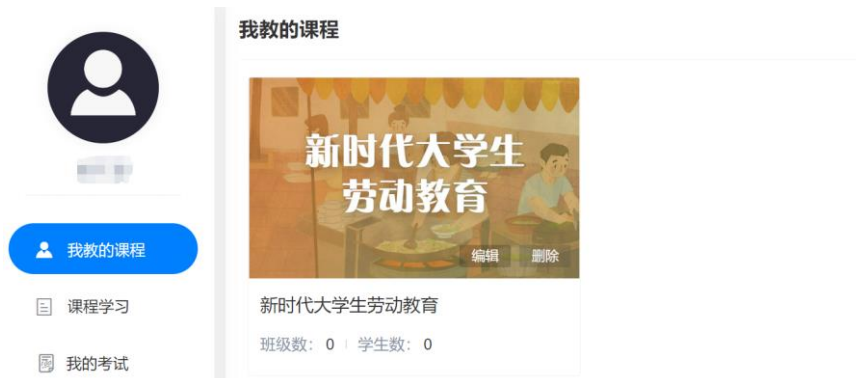 我教的课程
新时代大学生
劳动教育
编辑 删除
我教的课程
新时代大学生劳动教育
课程学习
班级数： 0 学生数： 0
我的考试